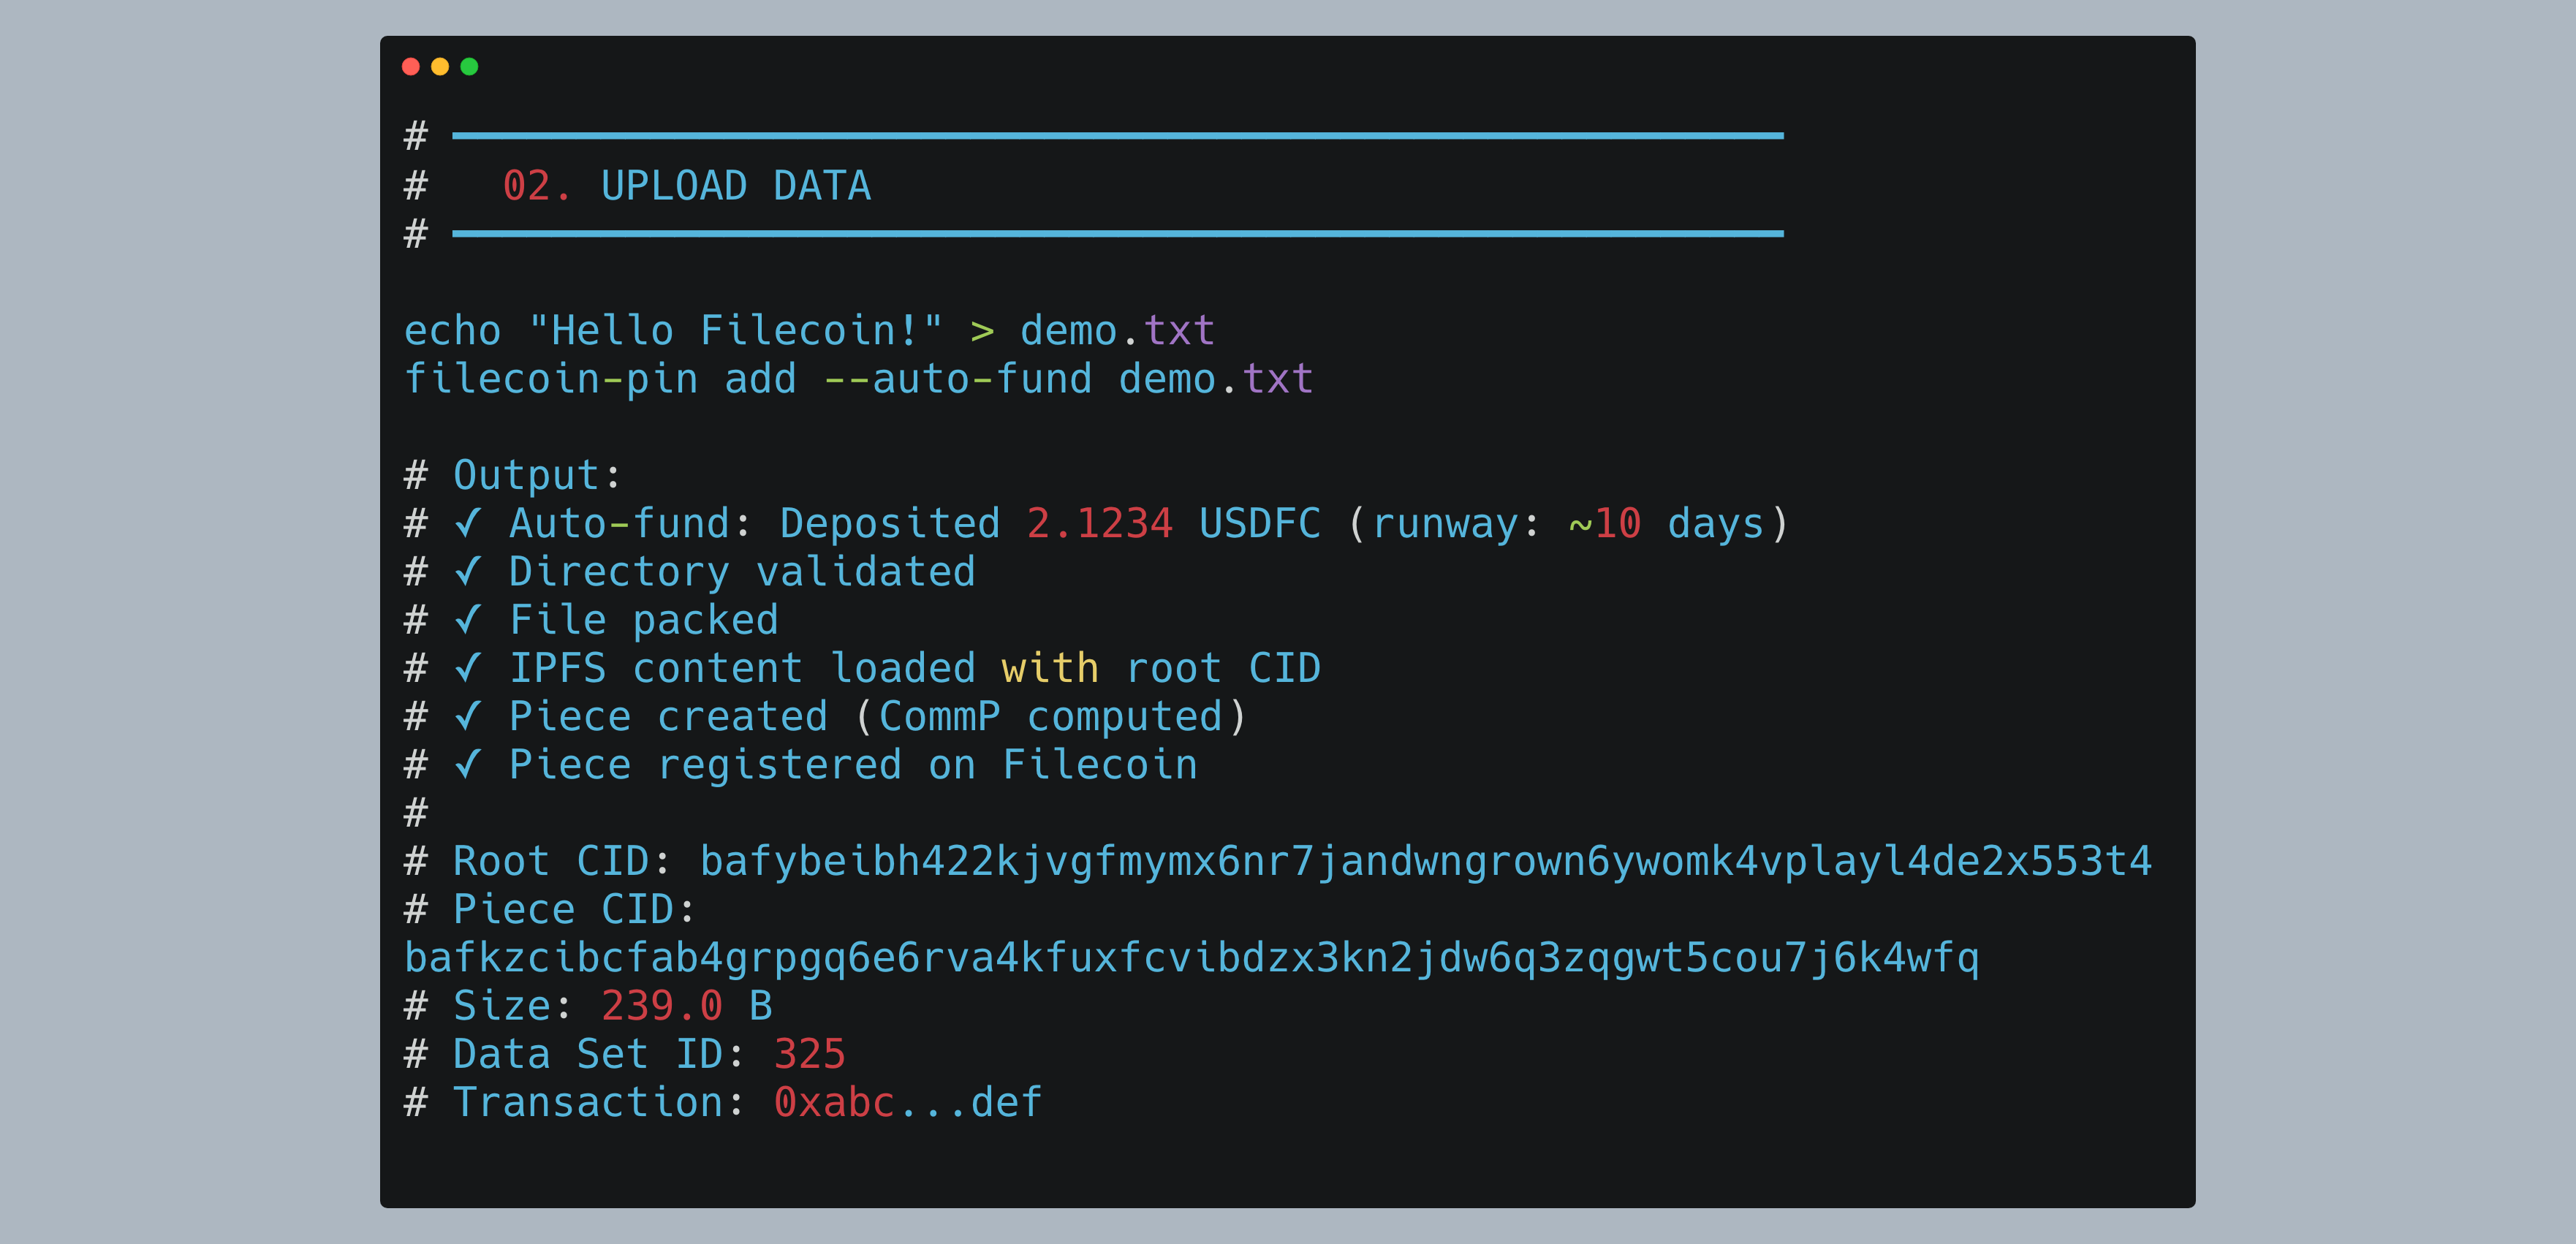 # ━━━━━━━━━━━━━━━━━━━━━━━━━━━━━━━━━━━━━━━━━━━━━━━━━━━━━━
#   02. UPLOAD DATA
# ━━━━━━━━━━━━━━━━━━━━━━━━━━━━━━━━━━━━━━━━━━━━━━━━━━━━━━
echo "Hello Filecoin!" > demo.txt
filecoin-pin add --auto-fund demo.txt
# Output:
# ✓ Auto-fund: Deposited 2.1234 USDFC (runway: ~10 days)
# ✓ Directory validated
# ✓ File packed
# ✓ IPFS content loaded with root CID
# ✓ Piece created (CommP computed)
# ✓ Piece registered on Filecoin
#
# Root CID: bafybeibh422kjvgfmymx6nr7jandwngrown6ywomk4vplayl4de2x553t4
# Piece CID:
bafkzcibcfab4grpgq6e6rva4kfuxfcvibdzx3kn2jdw6q3zqgwt5cou7j6k4wfq
# Size: 239.0 B
# Data Set ID: 325
# Transaction: 0xabc...def